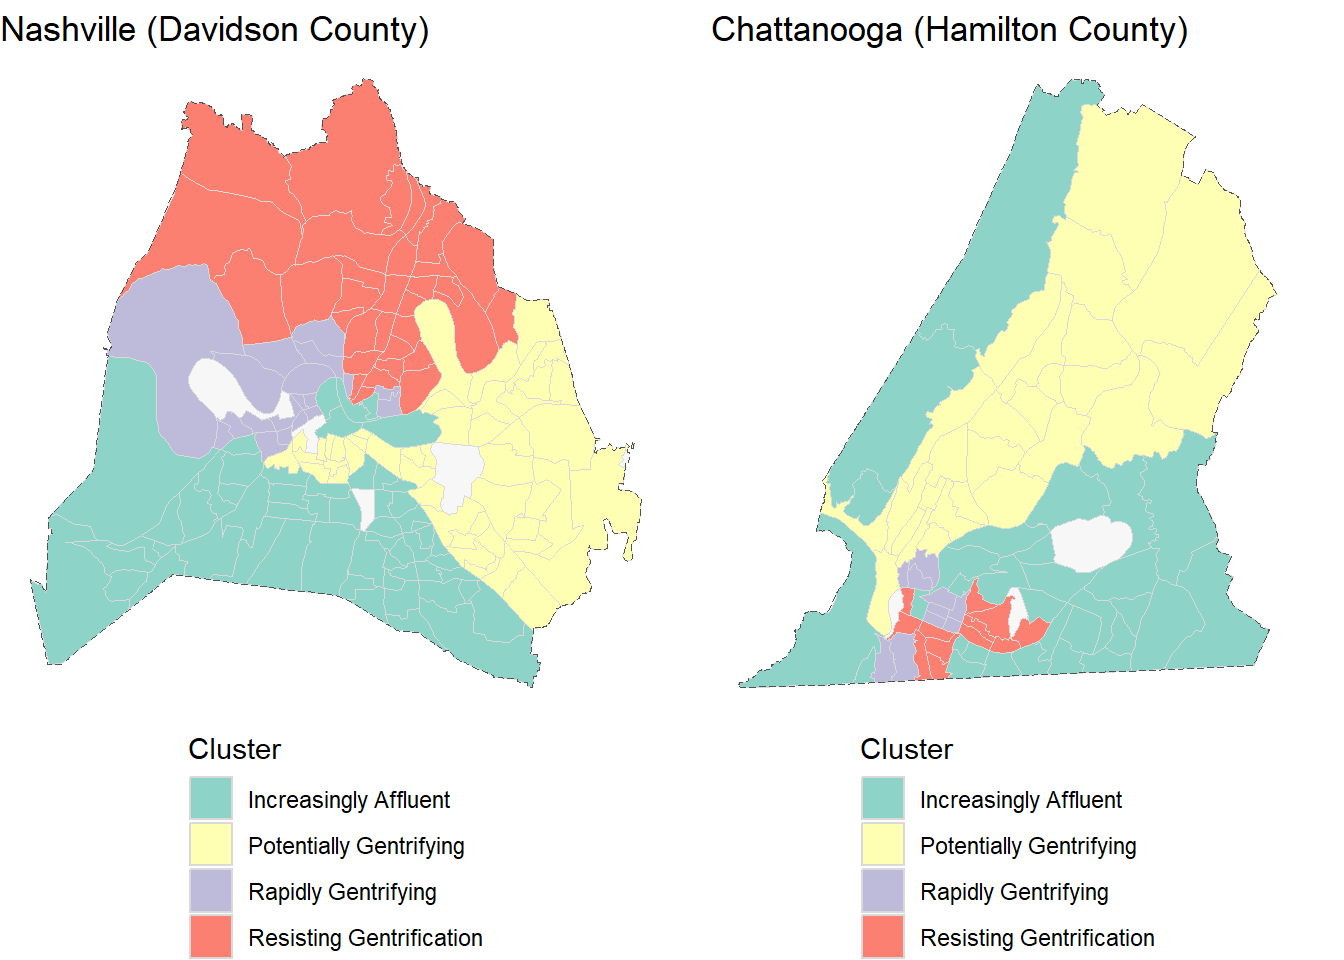 Nashville (Davidson County)
Chattanooga (Hamilton County)
Cluster
Increasingly Affluent
Potentially Gentrifying
Rapidly Gentrifying
Resisting Gentrification
Cluster
Increasingly Affluent
Potentially Gentrifying
Rapidly Gentrifying
Resisting Gentrification